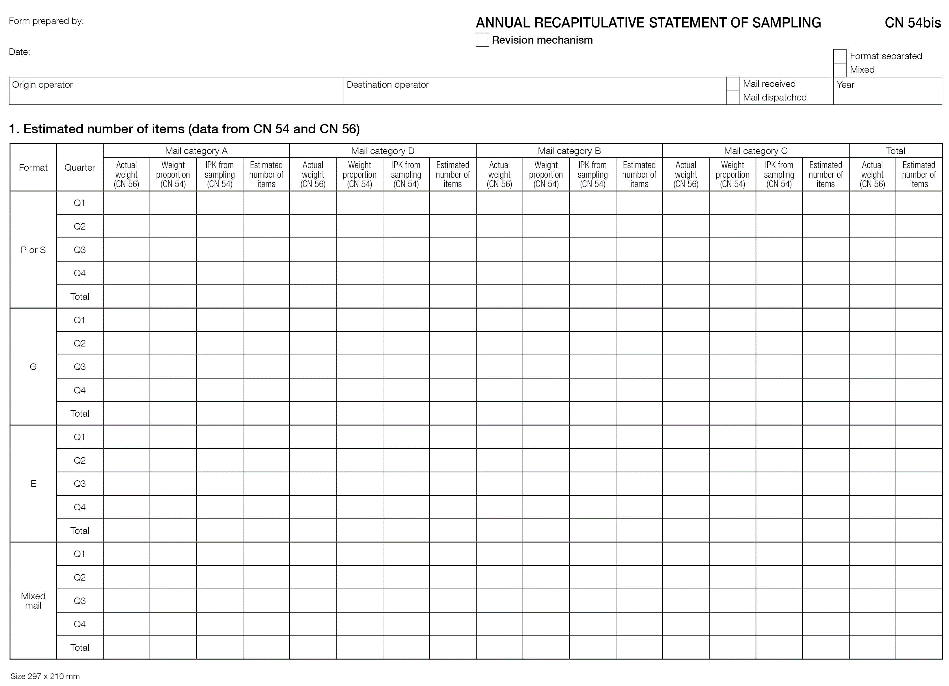 Form prepared by:
ANNUAL RECAPITULATIVE STATEMENT OF SAMPLING
CN 54bis
Revision mechanism
Date:
Format separated
Mixed
Origin operator
Destination operator
Mail received
Mail dispatched
Year
1. Estimated number of items (data from CN 54 and CN 56)
Format Quarter Mail category A Mail category D Mail category B Mail category C Total
Actual weight (CN 56) Weight proportion (CN 54) IPK from sampling (CN 54) Estimated number of items Actual weight (CN 56) Weight proportion (CN 54) IPK from sampling (CN 54) Estimated number of items Actual weight (CN 56) Weight proportion (CN 54) IPK from sampling (CN 54) Estimated number of items Actual weight (CN 56) Weight proportion (CN 54) IPK from sampling (CN 54) Estimated number of items Actual weight (CN 56) Estimated number of items
Q1
Q2
P or S Q3
Q4
Total
Q1
Q2
G Q3
Q4
Total
Q1
Q2
E Q3
Q4
Total
Q1
Q2
Mixed mail Q3
Q4
Total
Size 297 x 210 mm